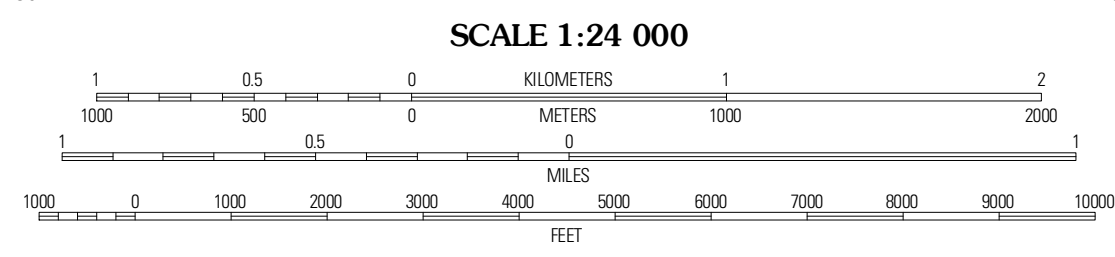 SCALE 1:24 000
1 0.5 0 KILOMETERS 1 2
1000 500 0 METERS 1000 2000
1 0.5 0 1
MILES
1000 0 1000 2000 3000 4000 5000 6000 7000 8000 9000 10000
FEET